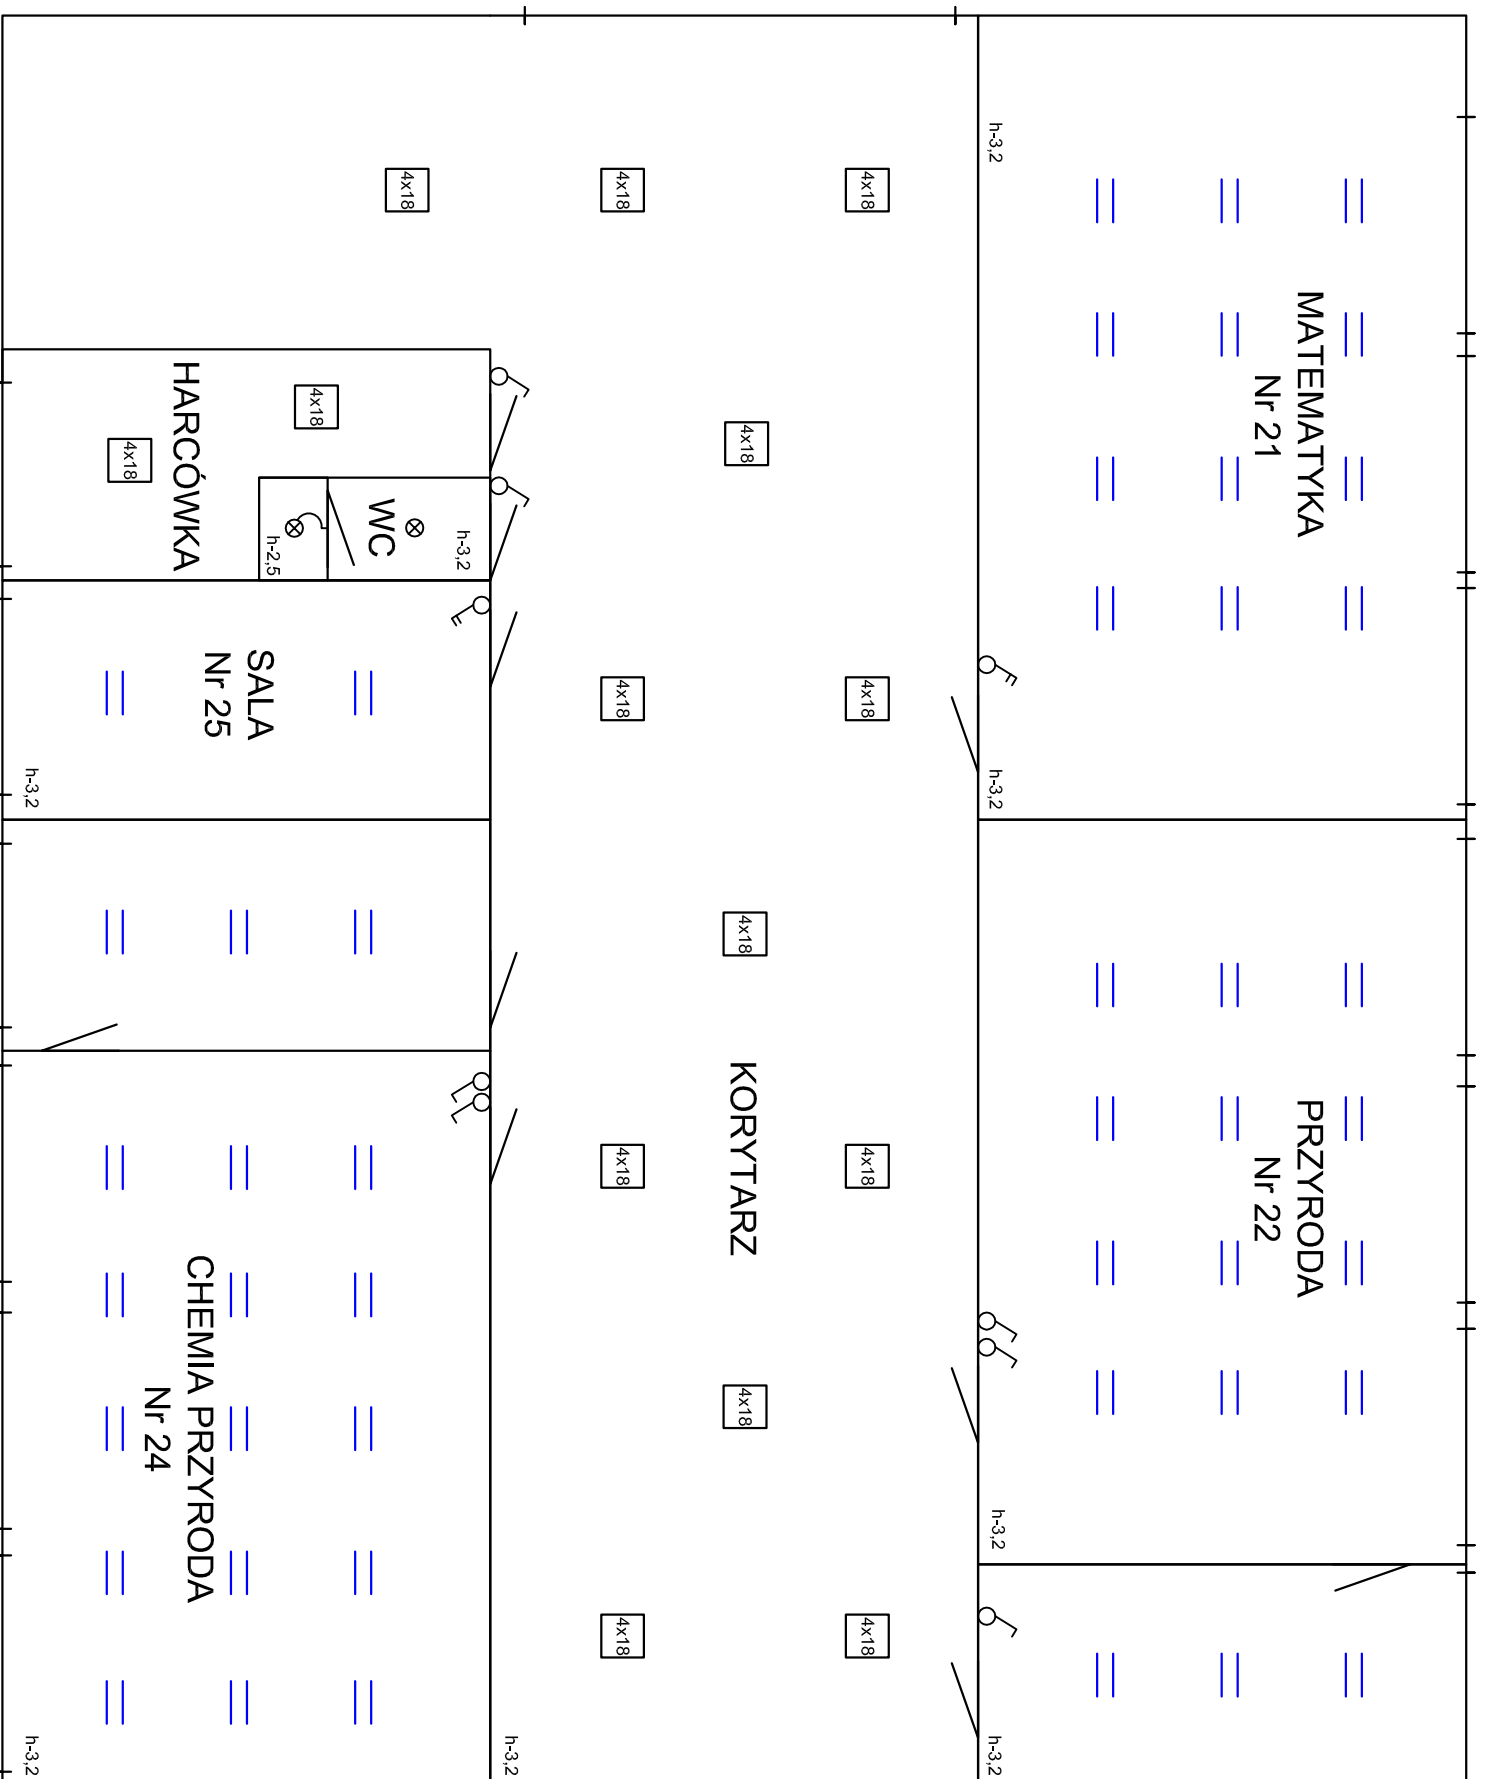 MATEMATYKA
Nr 21
PRZYRODA
Nr 22
h-3,2
h-3,2
h-3,2
h-3,2
4x18
4x18
4x18
4x18
4x18
4x18
KORYTARZ
4x18
4x18
4x18
4x18
4x18
h-3,2
4x18
h-3,2
WC
4x18
h-2,5
HARCÓWKA
4x18
SALA
Nr 25
h-3,2
CHEMIA PRZYRODA
Nr 24
h-3,2